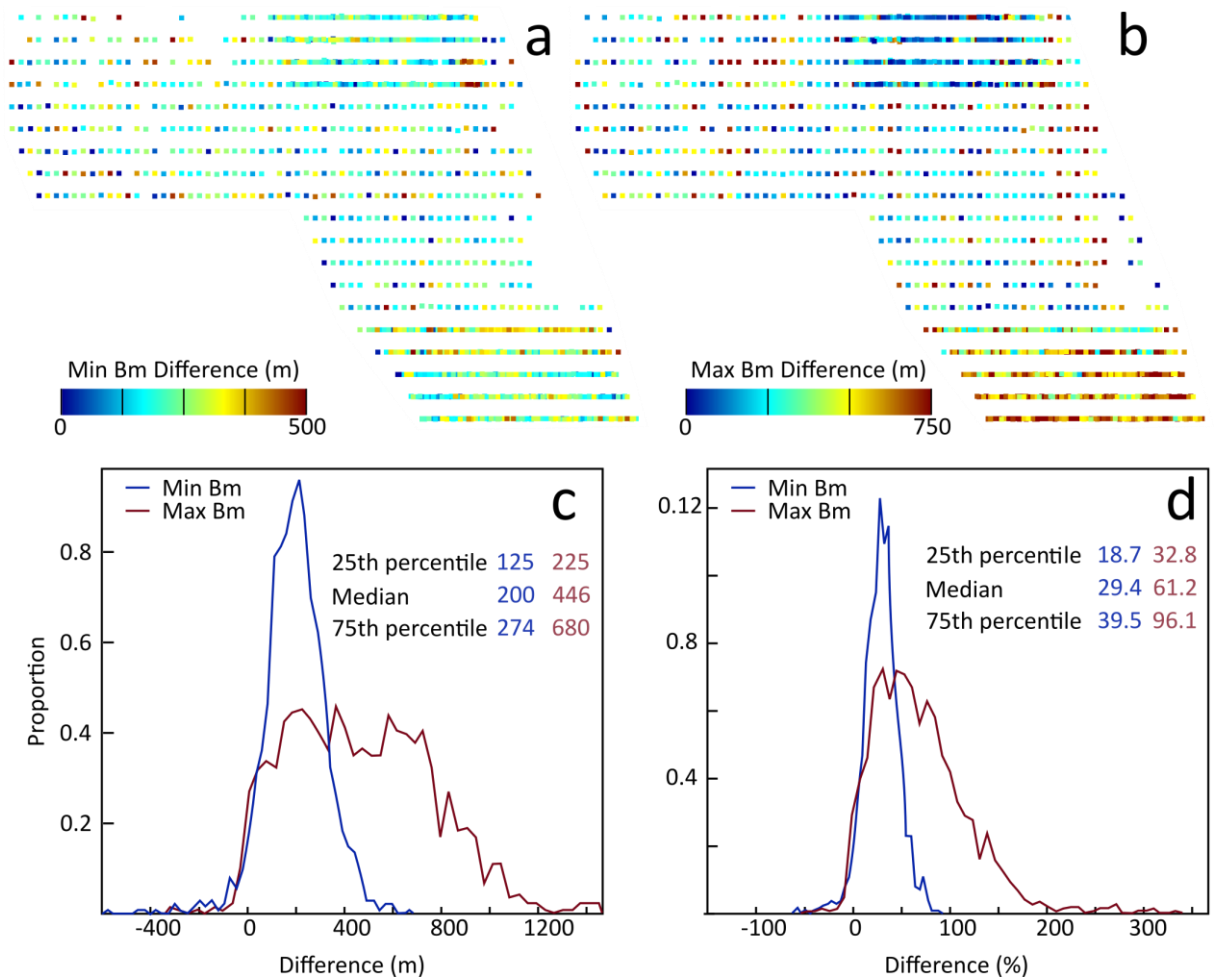 a
b
Min Bm Difference (m)
0 500
Max Bm Difference (m)
0 750
c
Min Bm
Max Bm
25th percentile 125 225
Median 200 446
75th percentile 274 680
0.8
0.6
0.4
0.2
Proportion
-400 0 400 800 1200
Difference (m)
d
Min Bm
Max Bm
25th percentile 18.7 32.8
Median 29.4 61.2
75th percentile 39.5 96.1
0.12
0.8
0.4
-100 0 100 200 300
Difference (%)